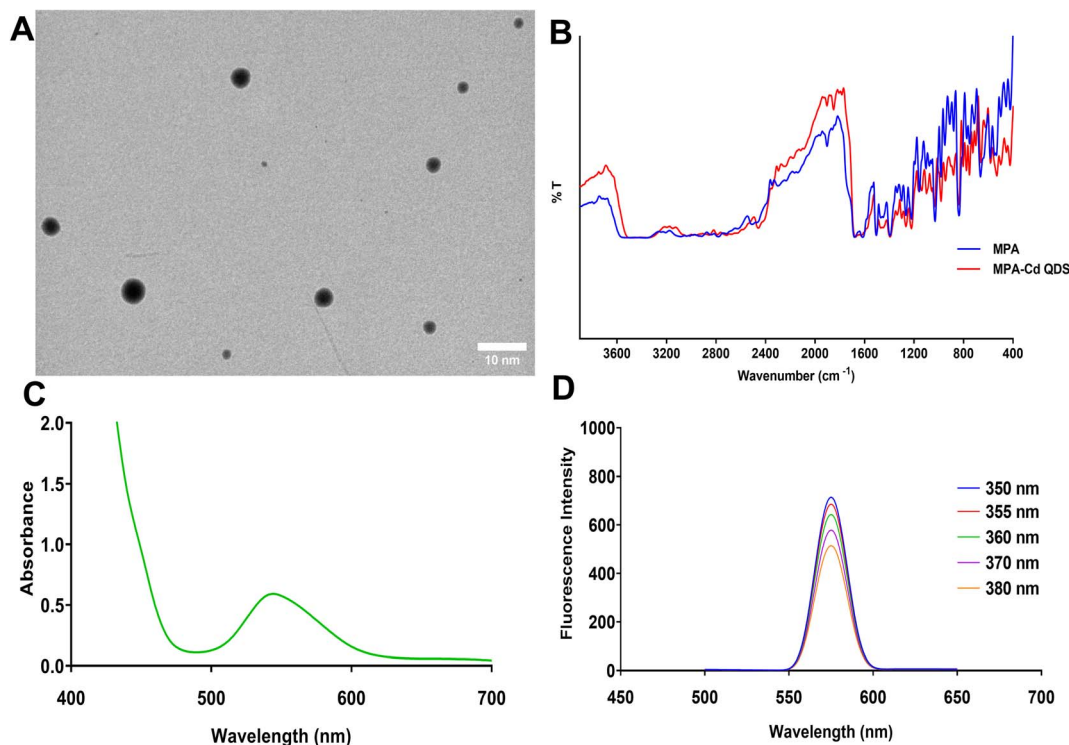 A
10 nm
B
% T
MPA
MPA-Cd QDS
3600 3200 2800 2400 2000 1600 1200 800 400
Wavenumber (cm⁻¹)
C
2.0
1.5
1.0
0.5
0.0
Absorbance
400 500 600 700
Wavelength (nm)
D
1000
800
600
400
200
0
Fluorescence Intensity
350 nm
355 nm
360 nm
370 nm
380 nm
450 500 550 600 650 700
Wavelength (nm)